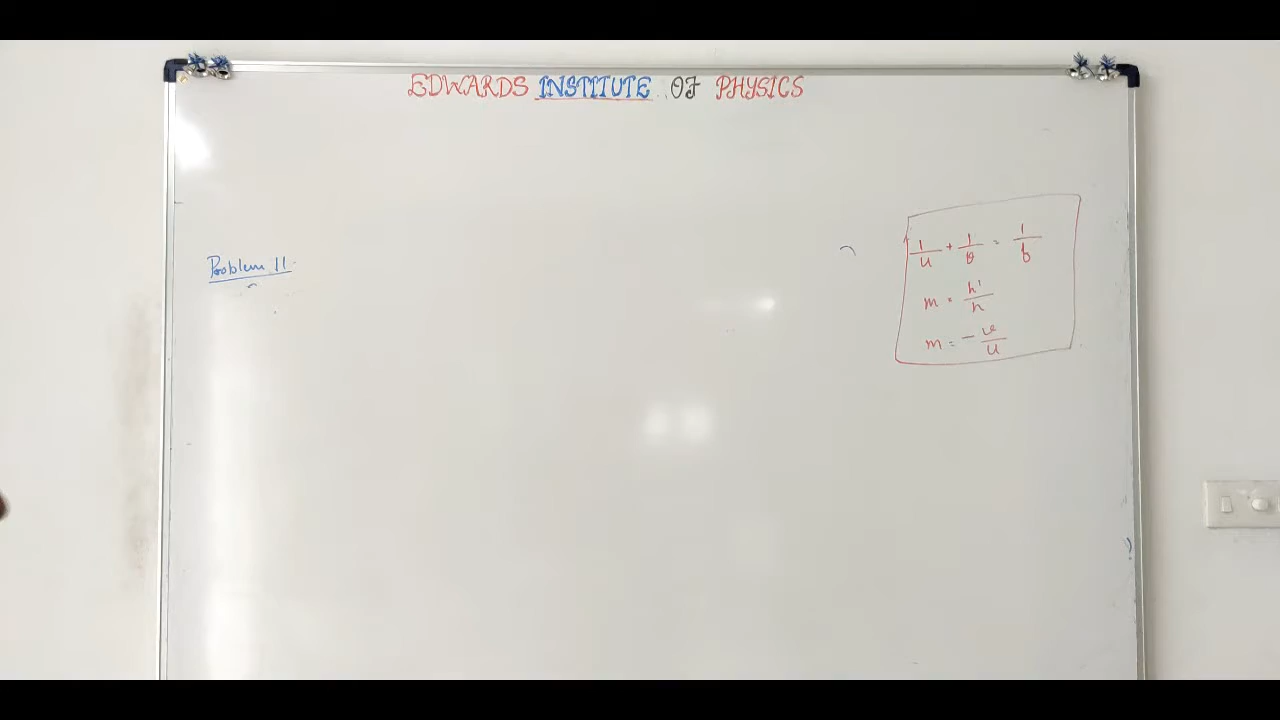 EDWARDS INSTITUTE OF PHYSICS
Problem 11
1/u + 1/v = 1/f
m = h'/h
m = - v/u